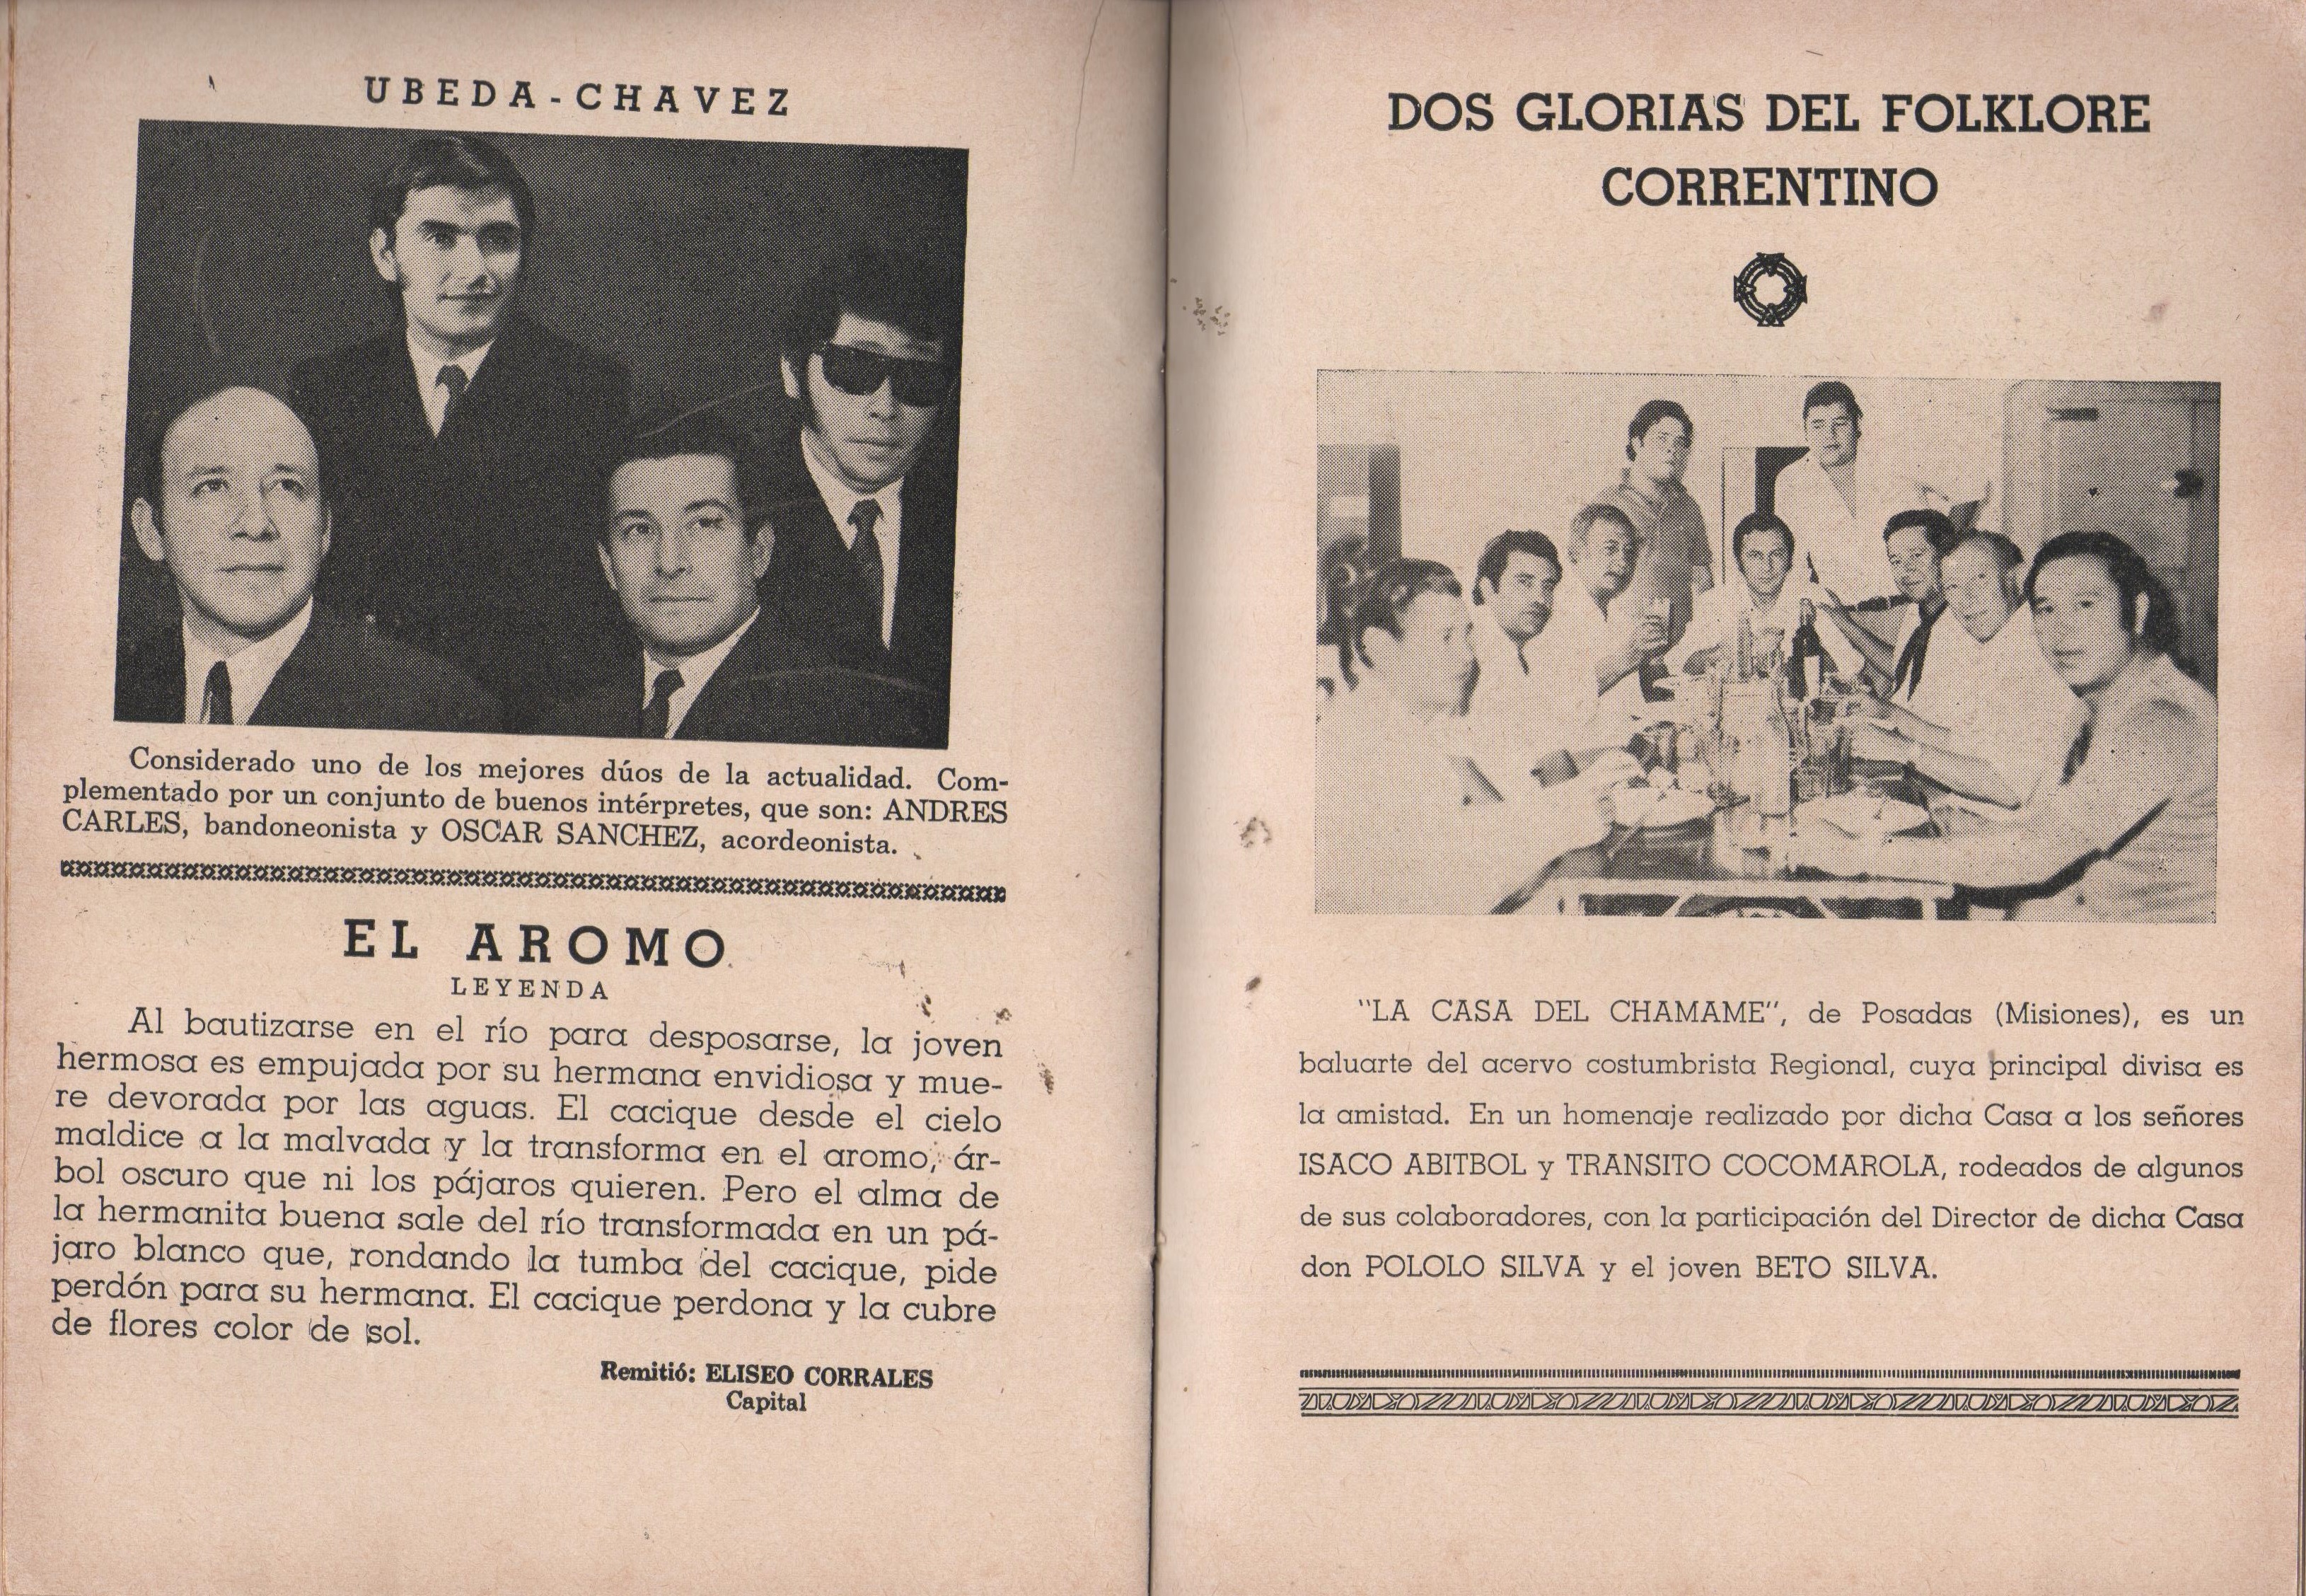 UBEDA-CHAVEZ
Considerado uno de los mejores dúos de la actualidad. Com-
plementado por un conjunto de buenos intérpretes, que son: ANDRES
CARLES, bandoneonista y OSCAR SANCHEZ, acordeonista.
EL AROMO
LEYENDA
Al bautizarse en el río para desposarse, la joven
hermosa es empujada por su hermana envidiosa y mue-
re devorada por las aguas. El cacique desde el cielo
maldice a la malvada y la transforma en el aromo, ár-
bol oscuro que ni los pájaros quieren. Pero el alma de
la hermanita buena sale del río transformada en un pá-
jaro blanco que, rondando la tumba del cacique, pide
perdón para su hermana. El cacique perdona y la cubre
de flores color de sol.
Remitió: ELISEO CORRALES
Capital
DOS GLORIAS DEL FOLKLORE
CORRENTINO
"LA CASA DEL CHAMAME", de Posadas (Misiones), es un
baluarte del acervo costumbrista Regional, cuya principal divisa es
la amistad. En un homenaje realizado por dicha Casa a los señores
ISACO ABITBOL y TRANSITO COCOMAROLA, rodeados de algunos
de sus colaboradores, con la participación del Director de dicha Casa
don POLOLO SILVA y el joven BETO SILVA.